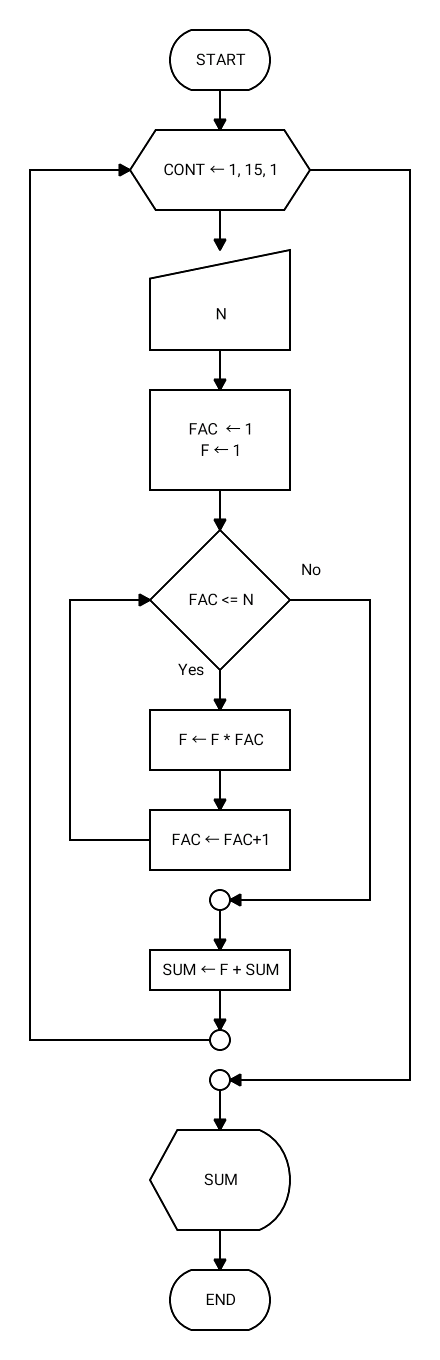 START
CONT ← 1, 15, 1
N
FAC ← 1
F ← 1
FAC <= N
No
Yes
F ← F * FAC
FAC ← FAC+1
SUM ← F + SUM
SUM
END